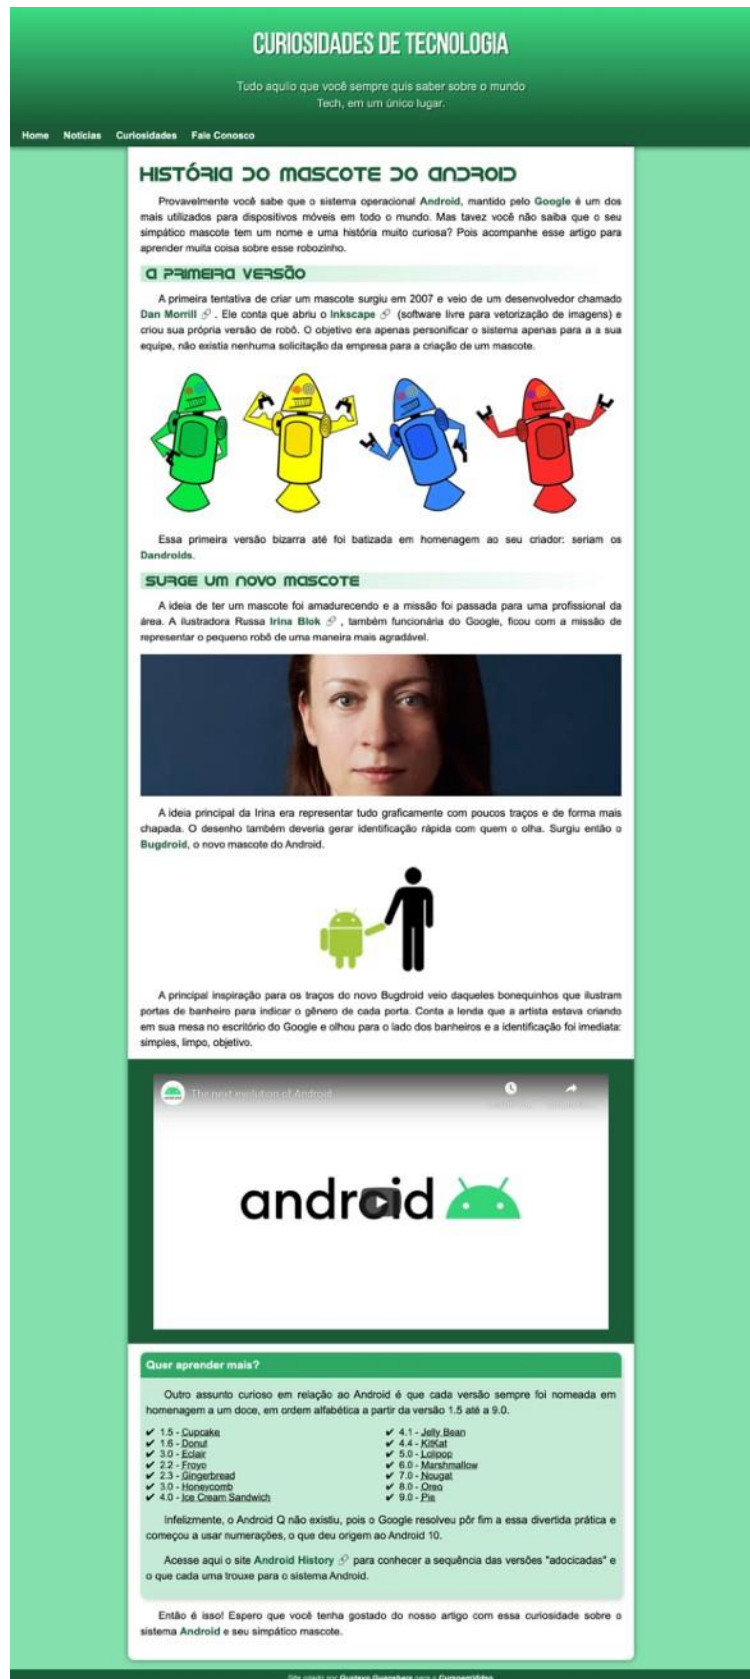 CURIOSIDADES DE TECNOLOGIA
Tudo aquilo que você sempre quis saber sobre o mundo
Tech, em um único lugar.
Home Notícias Curiosidades Fale Conosco
HISTÓRIA DO MASCOTE DO ANDROID
Provavelmente você sabe que o sistema operacional Android, mantido pelo Google é um dos
mais utilizados para dispositivos móveis em todo o mundo. Mas tavez você não saiba que o seu
simpático mascote tem um nome e uma história muito curiosa? Pois acompanhe esse artigo para
aprender muita coisa sobre esse robozinho.
A PRIMEIRA VERSÃO
A primeira tentativa de criar um mascote surgiu em 2007 e veio de um desenvolvedor chamado
Dan Morrill . Ele conta que abriu o Inkscape (software livre para vetorização de imagens) e
criou sua própria versão de robô. O objetivo era apenas personificar o sistema apenas para a a sua
equipe, não existia nenhuma solicitação da empresa para a criação de um mascote.
Essa primeira versão bizarra até foi batizada em homenagem ao seu criador: seriam os
Dandroids.
SURGE UM NOVO MASCOTE
A ideia de ter um mascote foi amadurecendo e a missão foi passada para uma profissional da
área. A ilustradora Russa Irina Blok , também funcionária do Google, ficou com a missão de
representar o pequeno robô de uma maneira mais agradável.
A ideia principal da Irina era representar tudo graficamente com poucos traços e de forma mais
chapada. O desenho também deveria gerar identificação rápida com quem o olha. Surgiu então o
Bugdroid, o novo mascote do Android.
A principal inspiração para os traços do novo Bugdroid veio daqueles bonequinhos que ilustram
portas de banheiro para indicar o gênero de cada porta. Conta a lenda que a artista estava criando
em sua mesa no escritório do Google e olhou para o lado dos banheiros e a identificação foi imediata:
simples, limpo, objetivo.
The next evolution of Android
android
Quer aprender mais?
Outro assunto curioso em relação ao Android é que cada versão sempre foi nomeada em
homenagem a um doce, em ordem alfabética a partir da versão 1.5 até a 9.0.
✔ 1.5 - Cupcake
✔ 1.6 - Donut
✔ 3.0 - Eclair
✔ 2.2 - Froyo
✔ 2.3 - Gingerbread
✔ 3.0 - Honeycomb
✔ 4.0 - Ice Cream Sandwich
✔ 4.1 - Jelly Bean
✔ 4.4 - KitKat
✔ 5.0 - Lolipop
✔ 6.0 - Marshmallow
✔ 7.0 - Nougat
✔ 8.0 - Oreo
✔ 9.0 - Pie
Infelizmente, o Android Q não existiu, pois o Google resolveu pôr fim a essa divertida prática e
começou a usar numerações, o que deu origem ao Android 10.
Acesse aqui o site Android History para conhecer a sequência das versões "adocicadas" e
o que cada uma trouxe para o sistema Android.
Então é isso! Espero que você tenha gostado do nosso artigo com essa curiosidade sobre o
sistema Android e seu simpático mascote.
Site criado por Gustavo Guanabara para o CursoemVideo